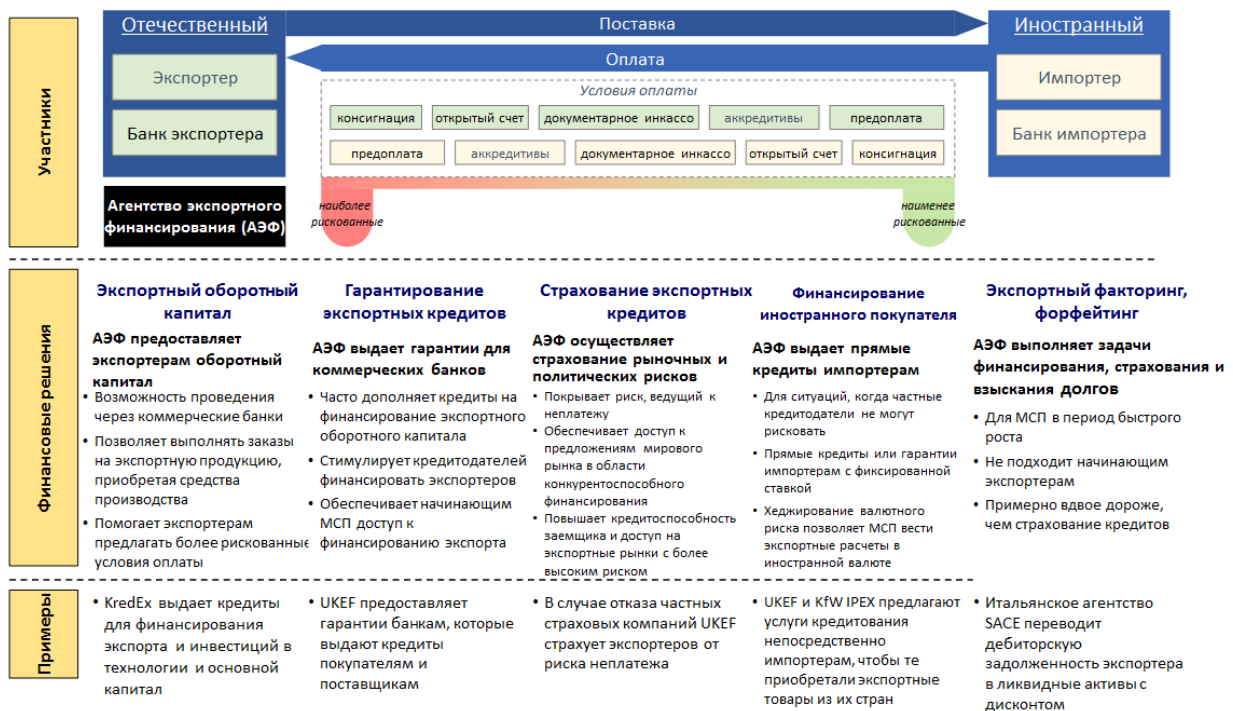 Участники
Отечественный
Экспортер
Банк экспортера
Агентство экспортного
финансирования (АЭФ)
Поставка
Оплата
Условия оплаты
консигнация
открытый счет
документарное инкассо
аккредитивы
предоплата
предоплата
аккредитивы
документарное инкассо
открытый счет
консигнация
наиболее
рискованные
наименее
рискованные
Иностранный
Импортер
Банк импортера
Финансовые решения
Экспортный оборотный
капитал
АЭФ предоставляет
экспортерам оборотный
капитал
• Возможность проведения
через коммерческие банки
• Позволяет выполнять заказы
на экспортную продукцию,
приобретая средства
производства
• Помогает экспортерам
предлагать более рискованные
условия оплаты
Гарантирование
экспортных кредитов
АЭФ выдает гарантии для
коммерческих банков
• Часто дополняет кредиты на
финансирование экспортного
оборотного капитала
• Стимулирует кредитодателей
финансировать экспортеров
• Обеспечивает начинающим
МСП доступ к
финансированию экспорта
Страхование экспортных
кредитов
АЭФ осуществляет
страхование рыночных и
политических рисков
• Покрывает риск, ведущий к
неплатежу
• Обеспечивает доступ к
предложениям мирового
рынка в области
конкурентоспособного
финансирования
• Повышает кредитоспособность
заемщика и доступ на
экспортные рынки с более
высоким риском
Финансирование
иностранного покупателя
АЭФ выдает прямые
кредиты импортерам
• Для ситуаций, когда частные
кредитодатели не могут
рисковать
• Прямые кредиты или гарантии
импортерам с фиксированной
ставкой
• Хеджирование валютного
риска позволяет МСП вести
экспортные расчеты в
иностранной валюте
Экспортный факторинг,
форфейтинг
АЭФ выполняет задачи
финансирования, страхования и
взыскания долгов
• Для МСП в период быстрого
роста
• Не подходит начинающим
экспортерам
• Примерно вдвое дороже,
чем страхование кредитов
Примеры
• KredEx выдает кредиты
для финансирования
экспорта и инвестиций в
технологии и основной
капитал
• UKEF предоставляет
гарантии банкам, которые
выдают кредиты
покупателям и
поставщикам
• В случае отказа частных
страховых компаний UKEF
страхует экспортеров от
риска неплатежа
• UKEF и KfW IPEX предлагают
услуги кредитования
непосредственно
импортерам, чтобы те
приобретали экспортные
товары из их стран
• Итальянское агентство
SACE переводит
дебиторскую
задолженность экспортера
в ликвидные активы с
дисконтом